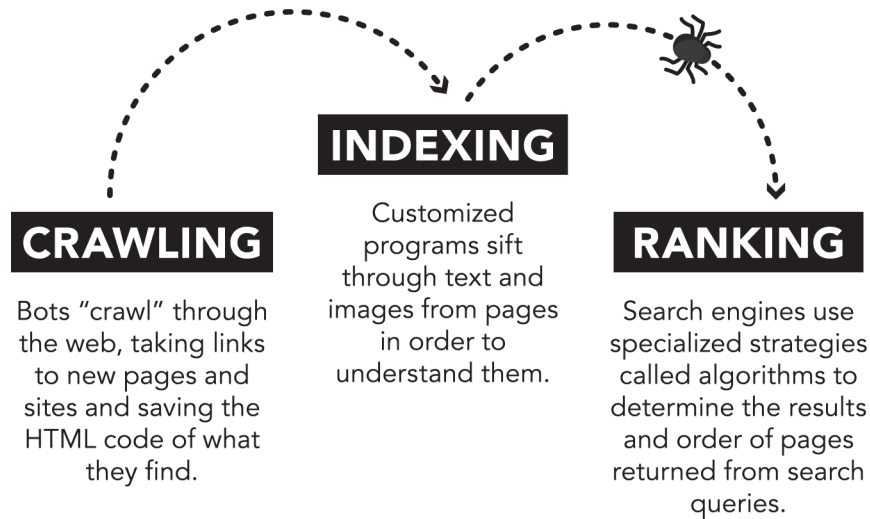 CRAWLING
Bots “crawl” through
the web, taking links
to new pages and
sites and saving the
HTML code of what
they find.
INDEXING
Customized
programs sift
through text and
images from pages
in order to
understand them.
RANKING
Search engines use
specialized strategies
called algorithms to
determine the results
and order of pages
returned from search
queries.